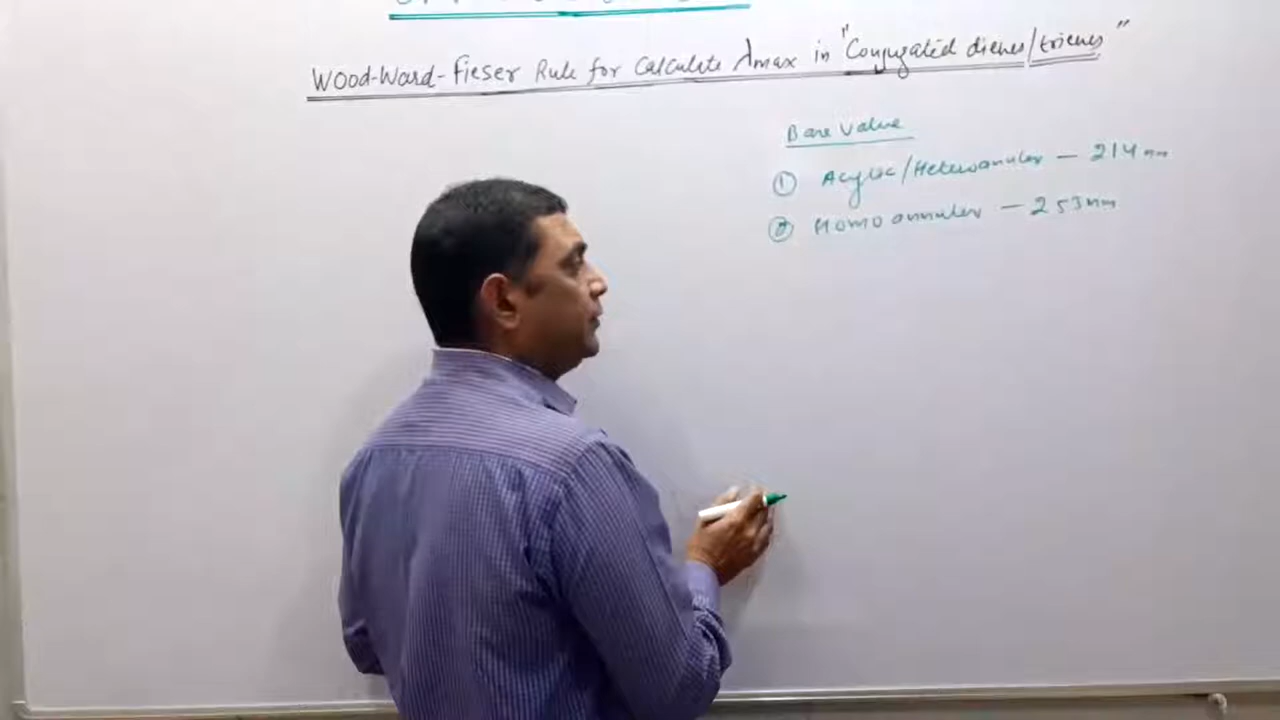 Wood-Ward-Fieser Rule for Calculate λmax in "Conjugated dienes/trienes"
Base Value
① Acylic/Heteroannular — 214 nm
② Homoannular — 253 nm